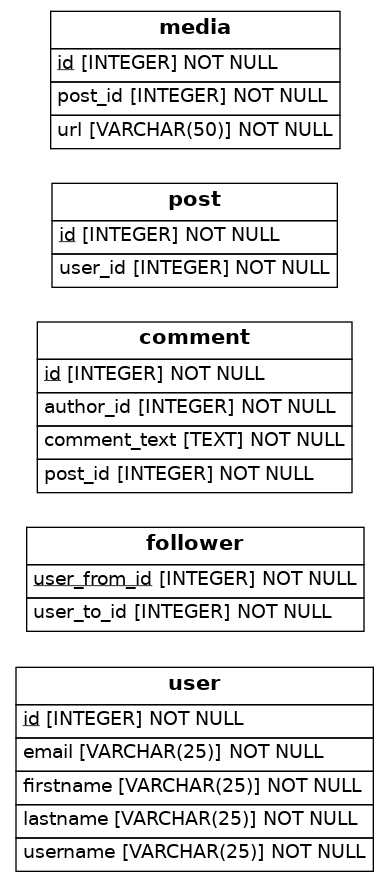 media
id [INTEGER] NOT NULL
post_id [INTEGER] NOT NULL
url [VARCHAR(50)] NOT NULL
post
id [INTEGER] NOT NULL
user_id [INTEGER] NOT NULL
comment
id [INTEGER] NOT NULL
author_id [INTEGER] NOT NULL
comment_text [TEXT] NOT NULL
post_id [INTEGER] NOT NULL
follower
user_from_id [INTEGER] NOT NULL
user_to_id [INTEGER] NOT NULL
user
id [INTEGER] NOT NULL
email [VARCHAR(25)] NOT NULL
firstname [VARCHAR(25)] NOT NULL
lastname [VARCHAR(25)] NOT NULL
username [VARCHAR(25)] NOT NULL